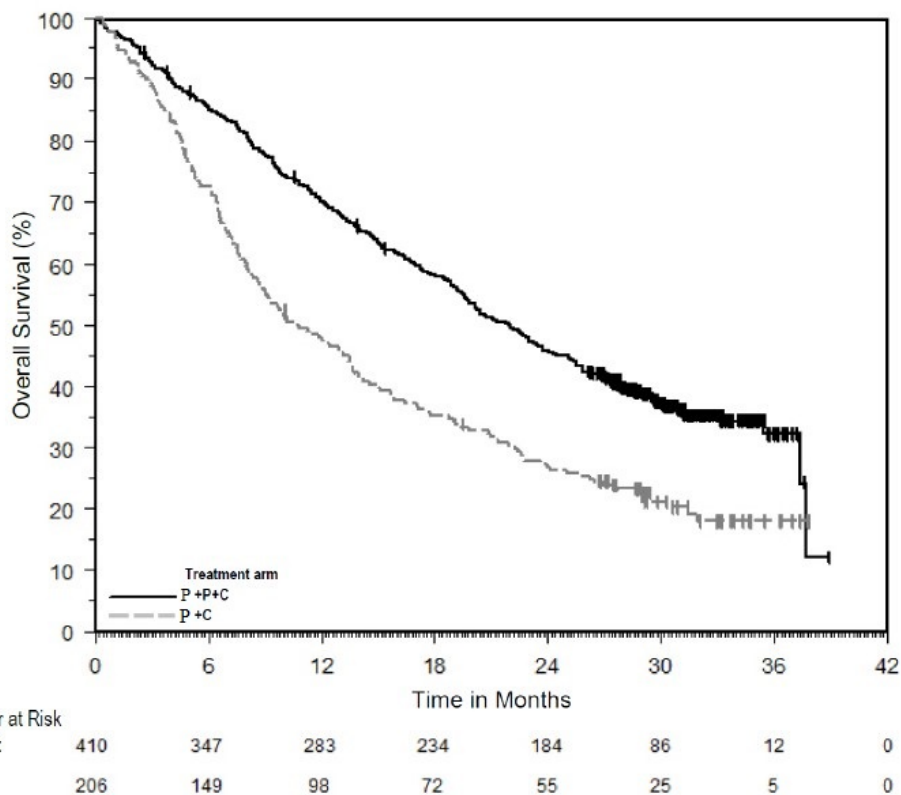 100
90
80
70
60
50
40
30
20
10
0
Overall Survival (%)
Treatment arm
P +P+C
P +C
0 6 12 18 24 30 36 42
Time in Months
r at Risk
410 347 283 234 184 86 12 0
206 149 98 72 55 25 5 0